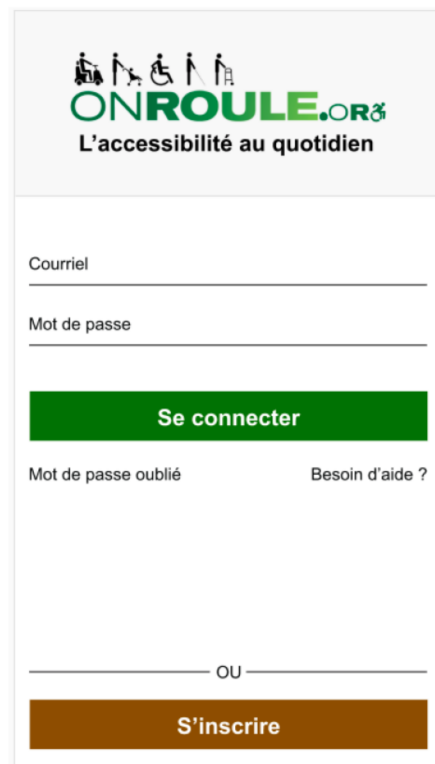 ONROULE.ORG
L'accessibilité au quotidien
Courriel
Mot de passe
Se connecter
Mot de passe oublié Besoin d'aide ?
OU
S'inscrire